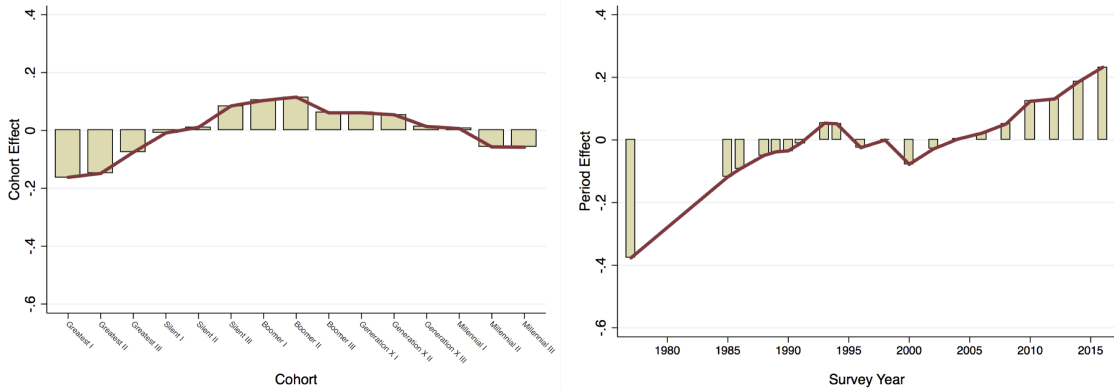 .4
.2
0
-.2
-.4
-.6
Cohort Effect
Greatest I
Greatest II
Greatest III
Silent I
Silent II
Silent III
Boomer I
Boomer II
Boomer III
Generation X I
Generation X II
Generation X III
Millennial I
Millennial II
Millennial III
Cohort
.4
.2
0
-.2
-.4
-.6
Period Effect
1980 1985 1990 1995 2000 2005 2010 2015
Survey Year